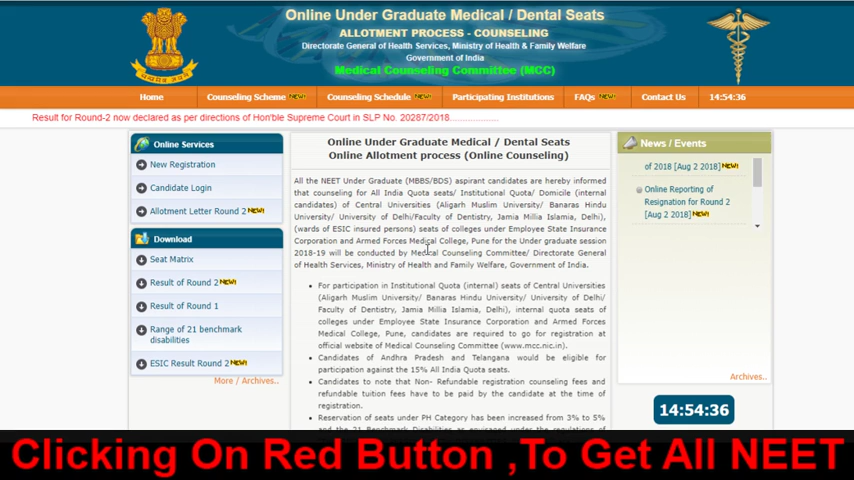 Online Under Graduate Medical / Dental Seats
ALLOTMENT PROCESS - COUNSELING
Directorate General of Health Services, Ministry of Health & Family Welfare
Government of India
Medical Counseling Committee (MCC)
Home Counseling Scheme NEW! Counseling Schedule NEW! Participating Institutions FAQs NEW! Contact Us 14:54:36
Result for Round-2 now declared as per directions of Hon'ble Supreme Court in SLP No. 20287/2018......................
Online Services
New Registration
Candidate Login
Allotment Letter Round 2 NEW!
Download
Seat Matrix
Result of Round 2 NEW!
Result of Round 1
Range of 21 benchmark
disabilities
ESIC Result Round 2 NEW!
More / Archives..
Online Under Graduate Medical / Dental Seats
Online Allotment process (Online Counseling)
All the NEET Under Graduate (MBBS/BDS) aspirant candidates are hereby informed
that counseling for All India Quota seats/ Institutional Quota/ Domicile (internal
candidates) of Central Universities (Aligarh Muslim University/ Banaras Hindu
University/ University of Delhi/Faculty of Dentistry, Jamia Millia Islamia, Delhi),
(wards of ESIC insured persons) seats of colleges under Employee State Insurance
Corporation and Armed Forces Medical College, Pune for the Under graduate session
2018-19 will be conducted by Medical Counseling Committee/ Directorate General
of Health Services, Ministry of Health and Family Welfare, Government of India.
For participation in Institutional Quota (internal) seats of Central Universities
(Aligarh Muslim University/ Banaras Hindu University/ University of Delhi/
Faculty of Dentistry, Jamia Millia Islamia, Delhi), internal quota seats of
colleges under Employee State Insurance Corporation and Armed Forces
Medical College, Pune, candidates are required to go for registration at
official website of Medical Counseling Committee (www.mcc.nic.in).
Candidates of Andhra Pradesh and Telangana would be eligible for
participation against the 15% All India Quota seats.
Candidates to note that Non- Refundable registration counseling fees and
refundable tuition fees have to be paid by the candidate at the time of
registration.
Reservation of seats under PH Category has been increased from 3% to 5%
and the 21 Benchmark Disabilities as envisaged under the regulations of
News / Events
of 2018 [Aug 2 2018] NEW!
Online Reporting of
Resignation for Round 2
[Aug 2 2018] NEW!
Archives..
14:54:36
Clicking On Red Button ,To Get All NEET